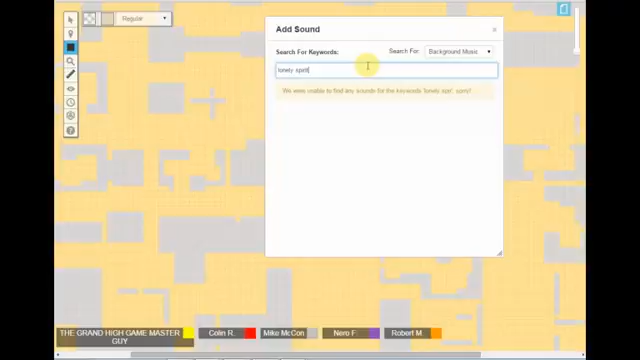 Regular
Add Sound
×
Search For Keywords:
Search For:
Background Music
lonely spirit
We were unable to find any sounds for the keywords 'lonely spiri', sorry!
THE GRAND HIGH GAME MASTER
GUY
Colin R.
Mike McCon
Nero F.
Robert M.